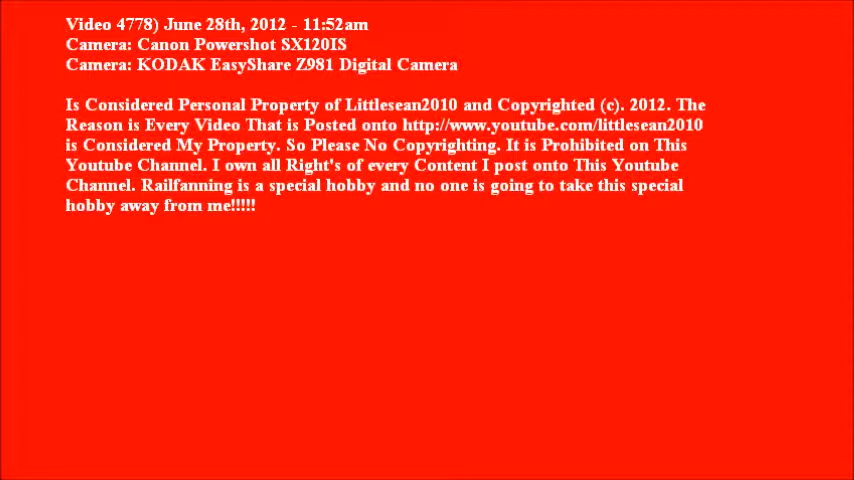 Video 4778) June 28th, 2012 - 11:52am
Camera: Canon Powershot SX120IS
Camera: KODAK EasyShare Z981 Digital Camera
Is Considered Personal Property of Littlesean2010 and Copyrighted (c). 2012. The
Reason is Every Video That is Posted onto http://www.youtube.com/littlesean2010
is Considered My Property. So Please No Copyrighting. It is Prohibited on This
Youtube Channel. I own all Right's of every Content I post onto This Youtube
Channel. Railfanning is a special hobby and no one is going to take this special
hobby away from me!!!!!